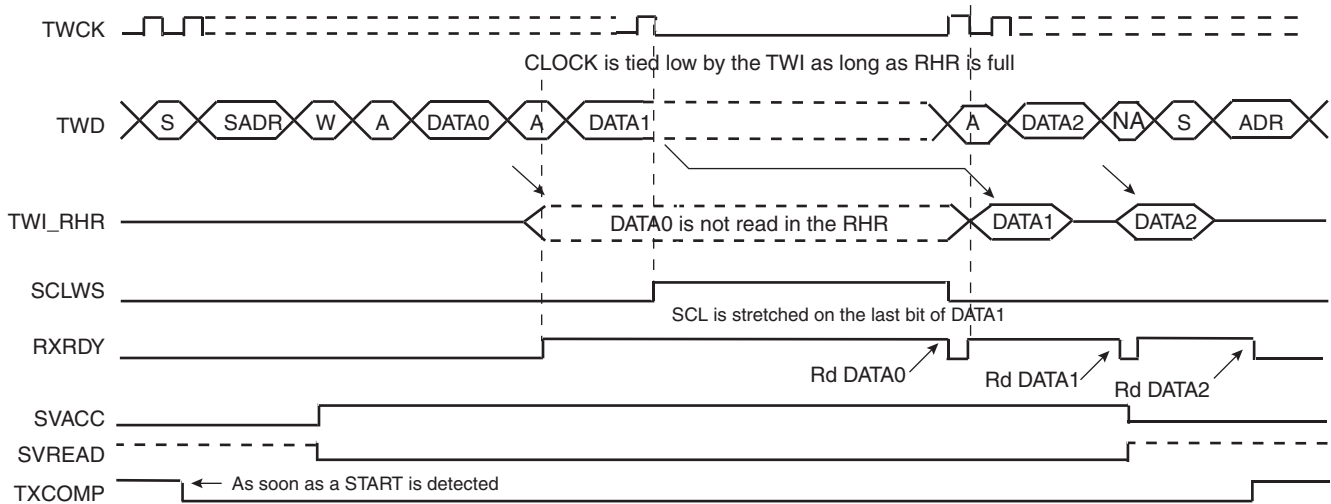 TWCK
CLOCK is tied low by the TWI as long as RHR is full
TWD S SADR W A DATA0 A DATA1 A DATA2 NA S ADR
TWI_RHR DATA0 is not read in the RHR DATA1 DATA2
SCLWS
SCL is stretched on the last bit of DATA1
RXRDY
Rd DATA0 Rd DATA1 Rd DATA2
SVACC
SVREAD
TXCOMP As soon as a START is detected